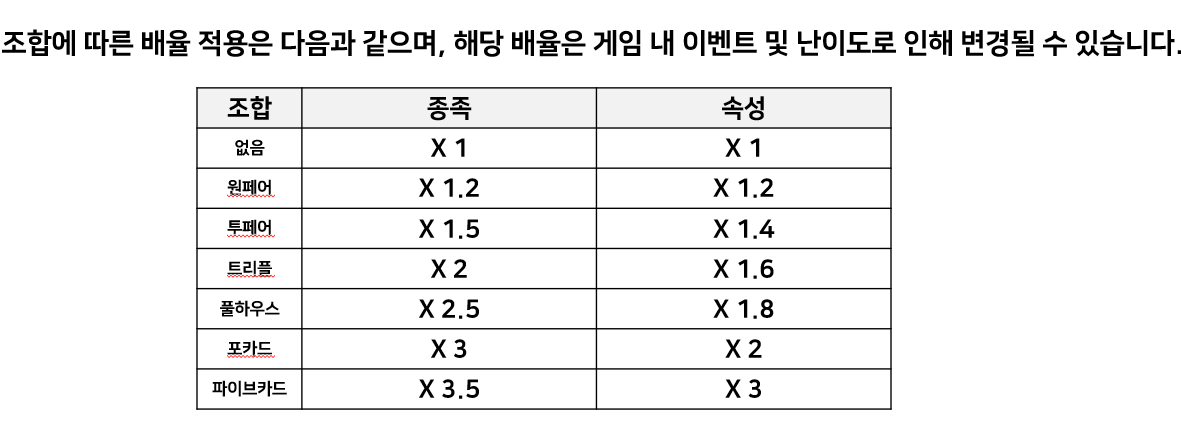 조합에 따른 배율 적용은 다음과 같으며, 해당 배율은 게임 내 이벤트 및 난이도로 인해 변경될 수 있습니다.
조합 종족 속성
없음 X 1 X 1
원페어 X 1.2 X 1.2
투페어 X 1.5 X 1.4
트리플 X 2 X 1.6
풀하우스 X 2.5 X 1.8
포카드 X 3 X 2
파이브카드 X 3.5 X 3